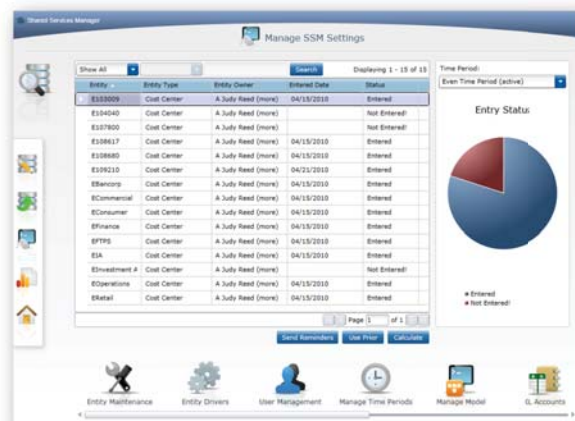 Shared Services Manager
Manage SSM Settings
Show All Search Displaying 1 - 15 of 15
Entity Entity Type Entity Owner Entered Date Status
E103009 Cost Center A Judy Reed (more) 04/15/2010 Entered
E104040 Cost Center A Judy Reed (more) Not Entered!
E107800 Cost Center A Judy Reed (more) Not Entered!
E108617 Cost Center A Judy Reed (more) 04/15/2010 Entered
E108680 Cost Center A Judy Reed (more) 04/15/2010 Entered
E109210 Cost Center A Judy Reed (more) 04/21/2010 Entered
EBancorp Cost Center A Judy Reed (more) 04/15/2010 Entered
ECommercial Cost Center A Judy Reed (more) 04/15/2010 Entered
EConsumer Cost Center A Judy Reed (more) 04/15/2010 Entered
EFinance Cost Center A Judy Reed (more) 04/15/2010 Entered
EFTPS Cost Center A Judy Reed (more) 04/15/2010 Entered
EIA Cost Center A Judy Reed (more) 04/15/2010 Entered
EInvestment A Cost Center A Judy Reed (more) Not Entered!
EOperations Cost Center A Judy Reed (more) 04/15/2010 Entered
ERetail Cost Center A Judy Reed (more) 04/15/2010 Entered
Page 1 of 1
Send Reminders Use Prior Calculate
Time Period:
Even Time Period (active)
Entry Status
Entered
Not Entered!
Entity Maintenance Entity Drivers User Management Manage Time Periods Manage Model GL Accounts